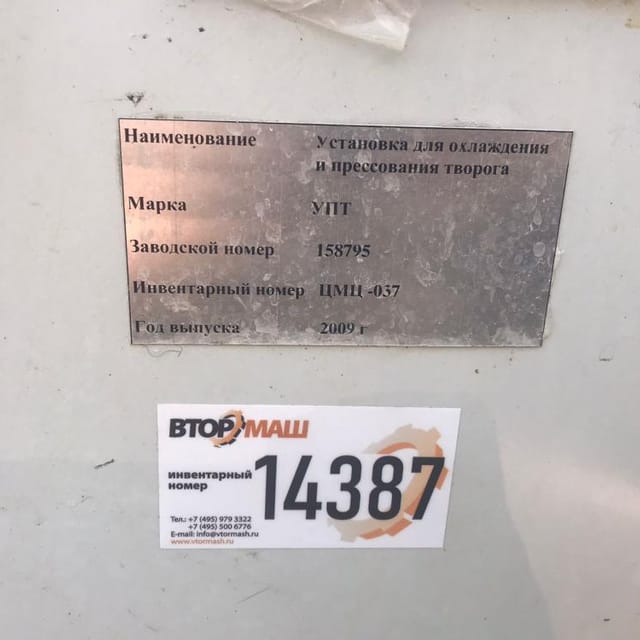 Наименование Установка для охлаждения
и прессования творога
Марка УПТ
Заводской номер 158795
Инвентарный номер ЦМЦ -037
Год выпуска 2009 г
ВТОРМАШ
инвентарный
номер
14387
Тел.: +7 (495) 979 3322
+7 (495) 500 6776
E-mail: info@vtormash.ru
www.vtormash.ru